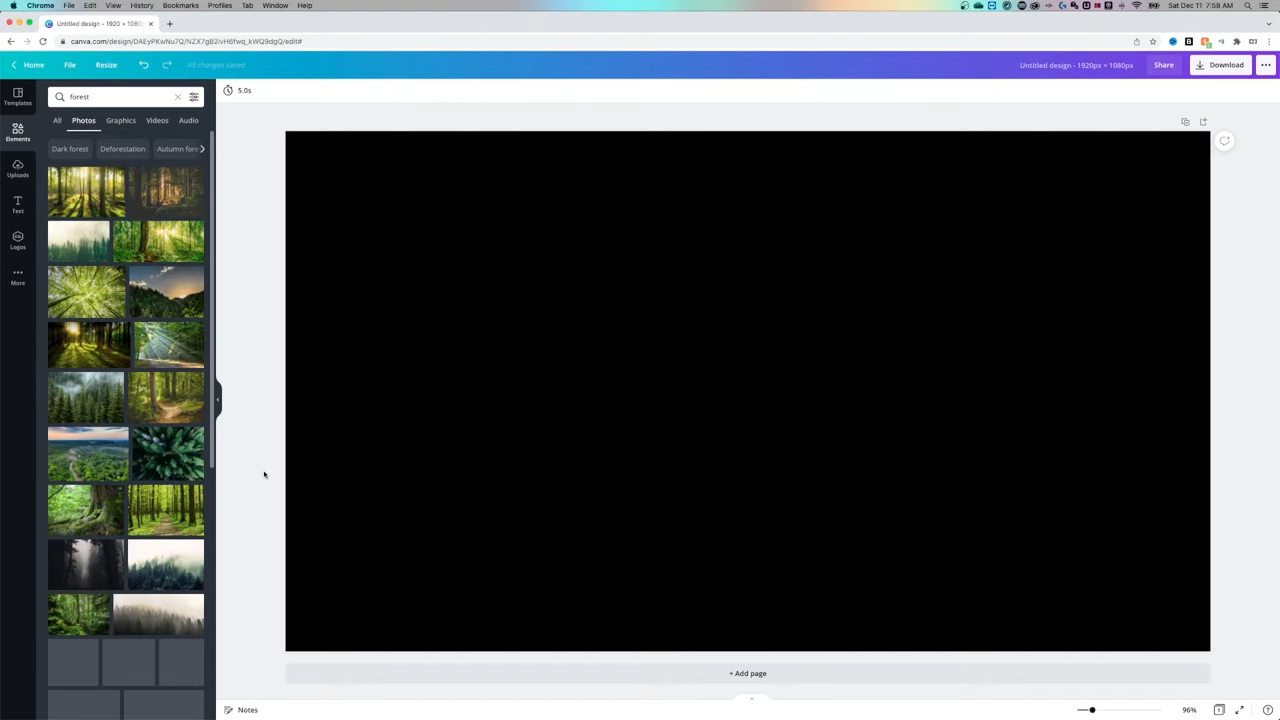 Chrome File Edit View History Bookmarks Profiles Tab Window Help Sat Dec 11 7:58 AM
Untitled design - 1920 × 1080p
canva.com/design/DAEyPKwNu7Q/NZX7gB2ivH6fwq_kWQ9dgQ/edit#
Home File Resize All changes saved Untitled design - 1920px × 1080px Share Download
Templates
Elements
Uploads
Text
Logos
More
forest
All Photos Graphics Videos Audio
Dark forest Deforestation Autumn fore
5.0s
+ Add page
Notes 96% 1